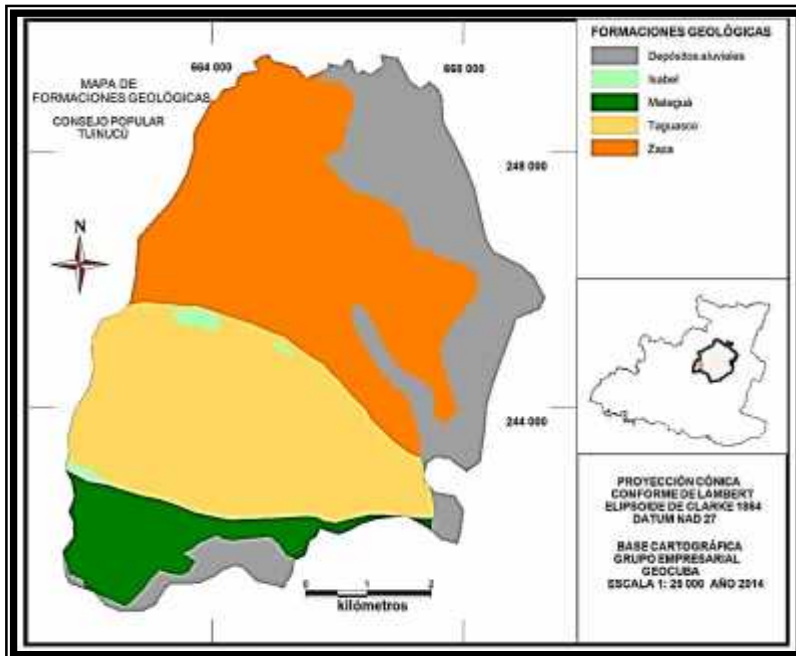 MAPA DE
FORMACIONES GEOLÓGICAS
CONSEJO POPULAR
TUINUCÚ
664 000
668 000
248 000
244 000
N
0 1 2
kilómetros
FORMACIONES GEOLÓGICAS
Depósitos aluviales
Isabel
Mataguá
Taguasco
Zaza
PROYECCIÓN CÓNICA
CONFORME DE LAMBERT
ELIPSOIDE DE CLARKE 1864
DATUM NAD 27
BASE CARTOGRÁFICA
GRUPO EMPRESARIAL
GEOCUBA
ESCALA 1: 25 000 AÑO 2014